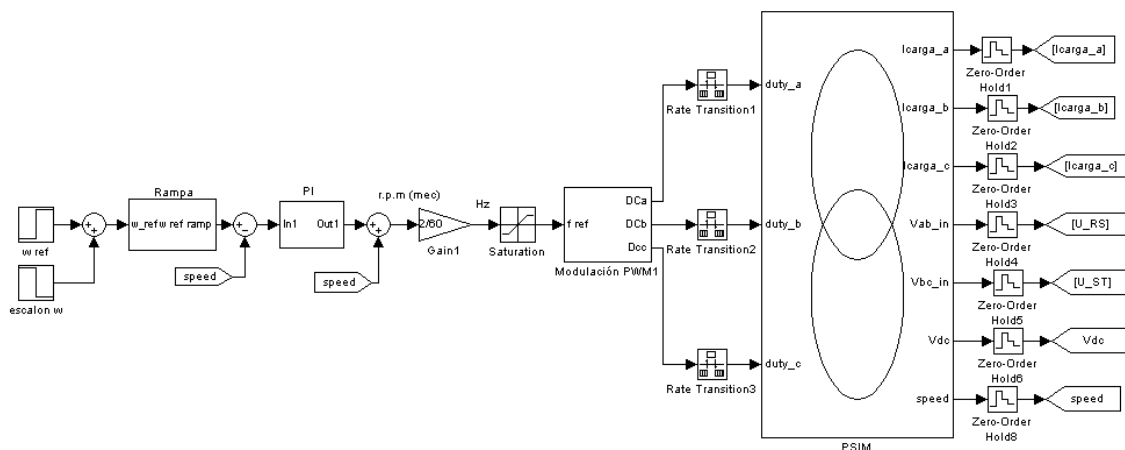 w ref
escalon w
+
+
Rampa
w_ref
w ref ramp
+
−
speed
PI
In1
Out1
+
+
speed
r.p.m (mec)
2/60
Gain1
Hz
Saturation
f ref
DCa
DCb
Dcc
Modulación PWM1
Rate Transition1
Rate Transition2
Rate Transition3
duty_a
duty_b
duty_c
Icarga_a
Icarga_b
Icarga_c
Vab_in
Vbc_in
Vdc
speed
PSIM
Zero-Order
Hold1
Zero-Order
Hold2
Zero-Order
Hold3
Zero-Order
Hold4
Zero-Order
Hold5
Zero-Order
Hold6
Zero-Order
Hold8
[Icarga_a]
[Icarga_b]
[Icarga_c]
[U_RS]
[U_ST]
Vdc
speed